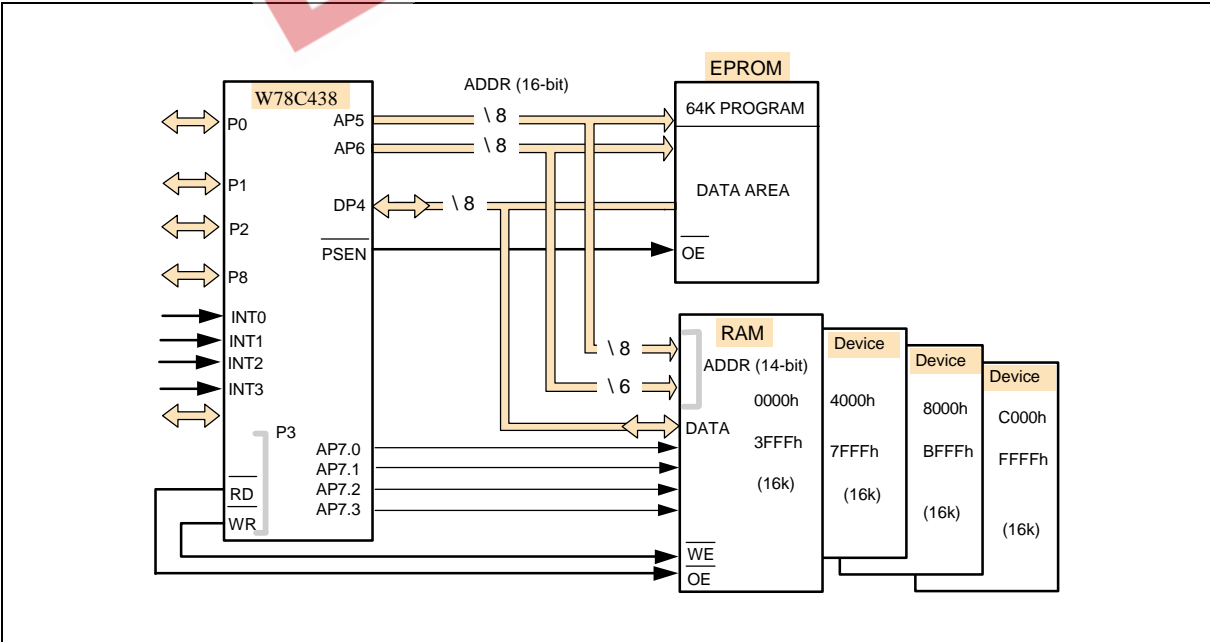 W78C438
P0
P1
P2
P8
INT0
INT1
INT2
INT3
P3
RD
WR
AP5
AP6
DP4
PSEN
AP7.0
AP7.1
AP7.2
AP7.3
ADDR (16-bit)
\ 8
\ 8
\ 8
EPROM
64K PROGRAM
DATA AREA
OE
\ 8
\ 6
RAM
ADDR (14-bit)
0000h
3FFFh
(16k)
DATA
WE
OE
Device
4000h
7FFFh
(16k)
Device
8000h
BFFFh
(16k)
Device
C000h
FFFFh
(16k)